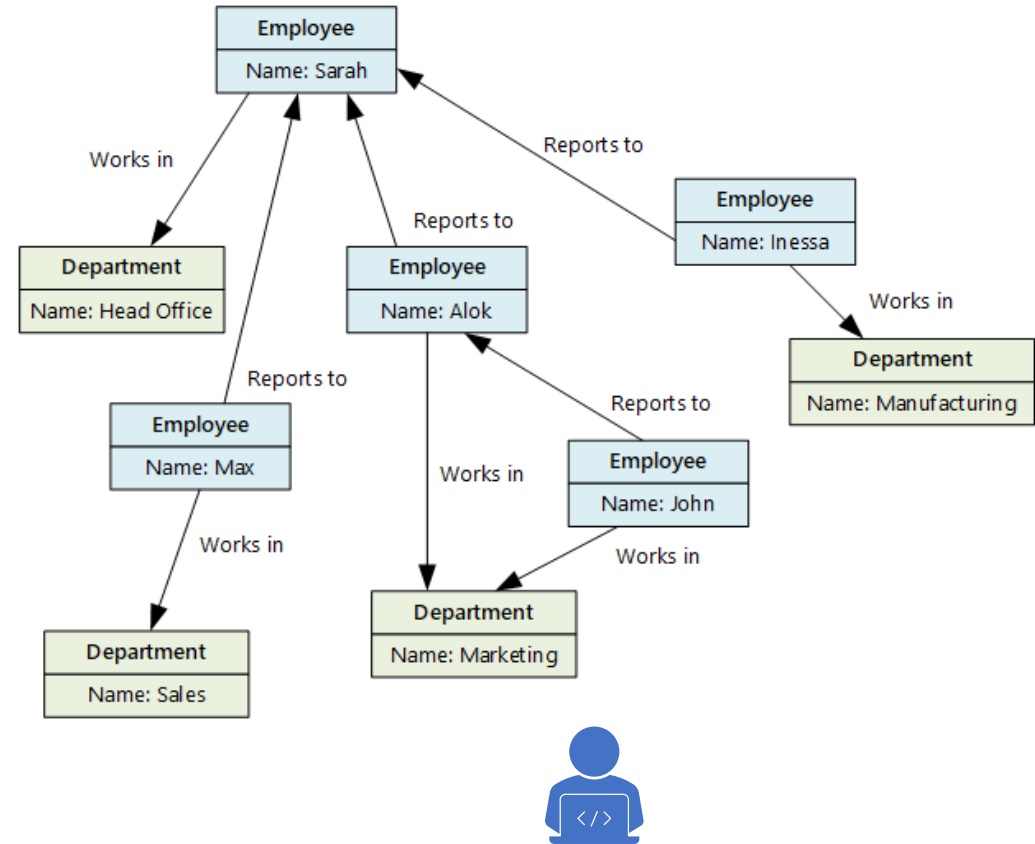 Employee
Name: Sarah
Works in
Reports to
Employee
Name: Inessa
Reports to
Department
Name: Head Office
Employee
Name: Alok
Works in
Department
Name: Manufacturing
Reports to
Employee
Name: Max
Reports to
Employee
Name: John
Works in
Works in
Works in
Department
Name: Marketing
Department
Name: Sales
</>